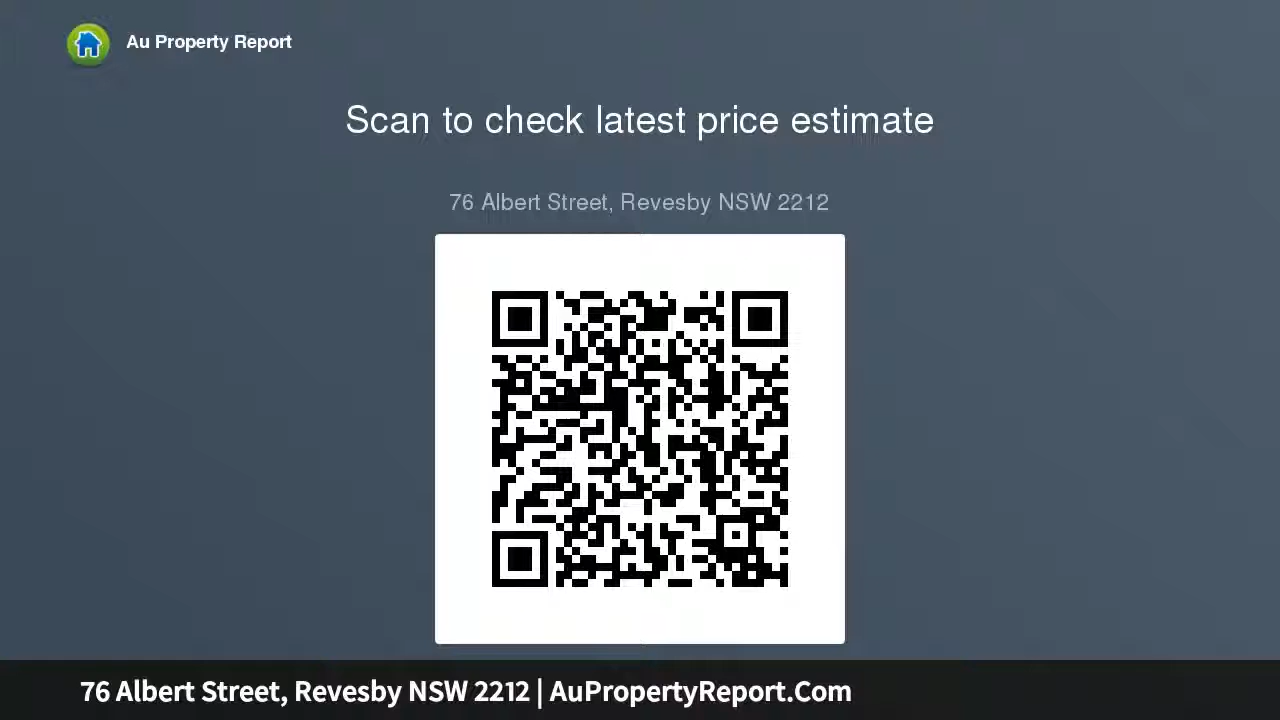 Au Property Report
Scan to check latest price estimate
76 Albert Street, Revesby NSW 2212
76 Albert Street, Revesby NSW 2212 | AuPropertyReport.Com